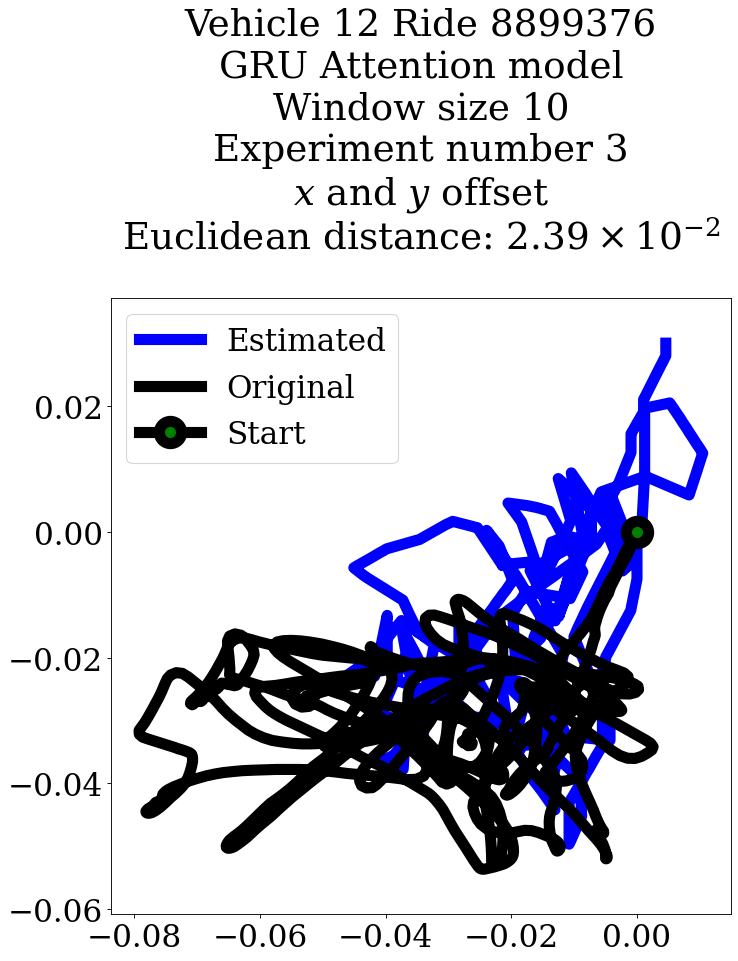 Vehicle 12 Ride 8899376
GRU Attention model
Window size 10
Experiment number 3
x and y offset
Euclidean distance: 2.39 × 10⁻²
Estimated
Original
Start
0.02
0.00
−0.02
−0.04
−0.06
−0.08 −0.06 −0.04 −0.02 0.00